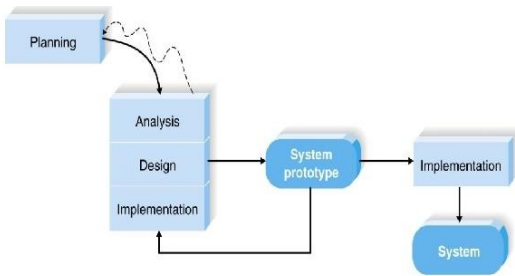 Planning
Analysis
Design
Implementation
System
prototype
Implementation
System